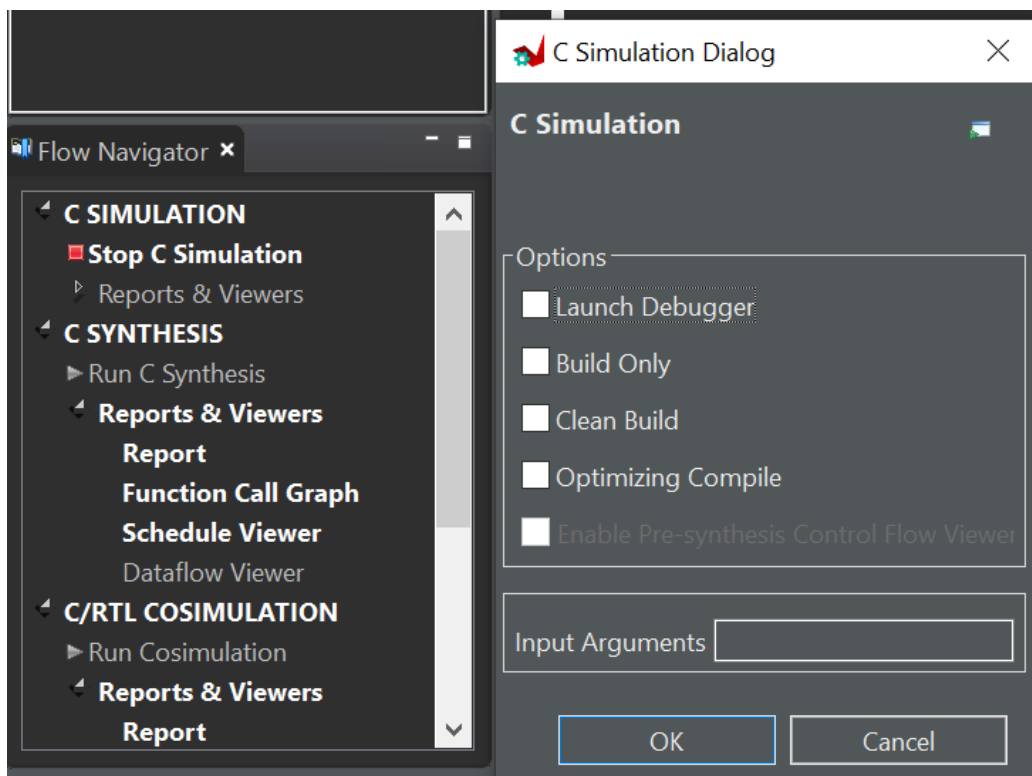 Flow Navigator
C SIMULATION
Stop C Simulation
Reports & Viewers
C SYNTHESIS
Run C Synthesis
Reports & Viewers
Report
Function Call Graph
Schedule Viewer
Dataflow Viewer
C/RTL COSIMULATION
Run Cosimulation
Reports & Viewers
Report
C Simulation Dialog
C Simulation
Options
Launch Debugger
Build Only
Clean Build
Optimizing Compile
Enable Pre-synthesis Control Flow Viewer
Input Arguments
OK
Cancel